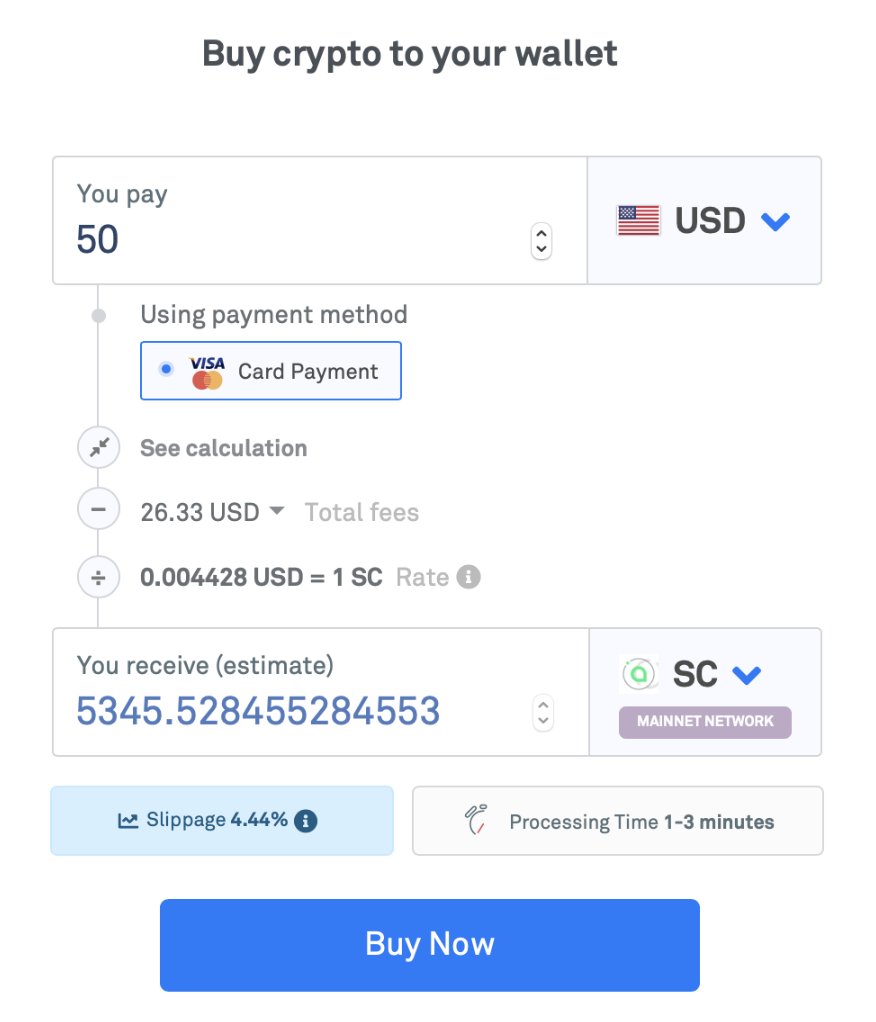 Buy crypto to your wallet
You pay
50
USD
Using payment method
VISA Card Payment
See calculation
26.33 USD Total fees
0.004428 USD = 1 SC Rate
You receive (estimate)
5345.528455284553
SC
MAINNET NETWORK
Slippage 4.44%
Processing Time 1-3 minutes
Buy Now